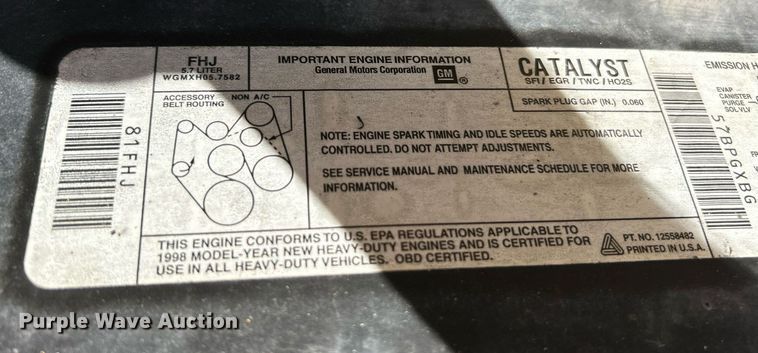 81FHJ
FHJ
5.7 LITER
WGMXH05.7582
ACCESSORY NON A/C
BELT ROUTING
IMPORTANT ENGINE INFORMATION
General Motors Corporation GM ®
CATALYST
SFI / EGR / TWC / HO2S
SPARK PLUG GAP (IN.) 0.060
NOTE: ENGINE SPARK TIMING AND IDLE SPEEDS ARE AUTOMATICALLY
CONTROLLED. DO NOT ATTEMPT ADJUSTMENTS.
SEE SERVICE MANUAL AND MAINTENANCE SCHEDULE FOR MORE
INFORMATION.
THIS ENGINE CONFORMS TO U.S. EPA REGULATIONS APPLICABLE TO
1998 MODEL-YEAR NEW HEAVY-DUTY ENGINES AND IS CERTIFIED FOR
USE IN ALL HEAVY-DUTY VEHICLES. OBD CERTIFIED.
PT. NO. 12558482
PRINTED IN U.S.A.
57BPGXBG
EMISSION H
EVAP
CANISTER
PURGE
SOL VLV
Purple Wave Auction